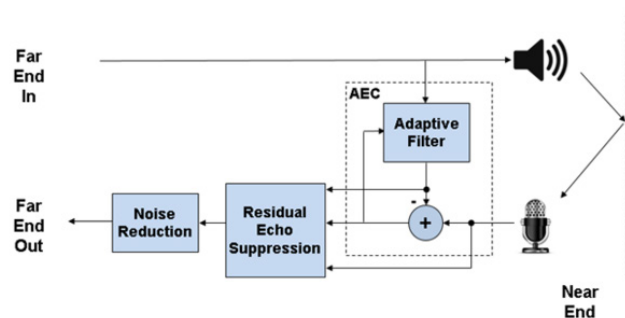 Far
End
In
AEC
Adaptive
Filter
-
+
Far
End
Out
Noise
Reduction
Residual
Echo
Suppression
Near
End